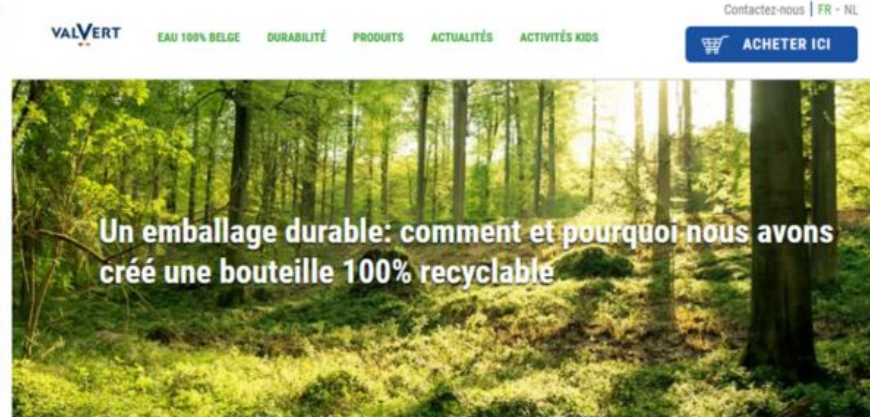 Contactez-nous | FR - NL
VALVERT
EAU 100% BELGE DURABILITÉ PRODUITS ACTUALITÉS ACTIVITÉS KIDS
ACHETER ICI
Un emballage durable: comment et pourquoi nous avons
créé une bouteille 100% recyclable